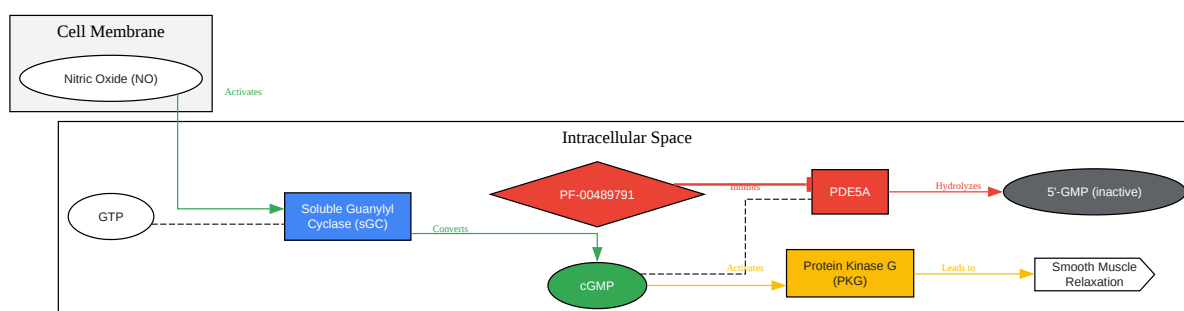 Cell Membrane
Nitric Oxide (NO)
Activates
Intracellular Space
PF-00489791
Inhibits
PDE5A
Hydrolyzes
5'-GMP (inactive)
GTP
Soluble Guanylyl
Cyclase (sGC)
Converts
cGMP
Activates
Protein Kinase G
(PKG)
Leads to
Smooth Muscle
Relaxation